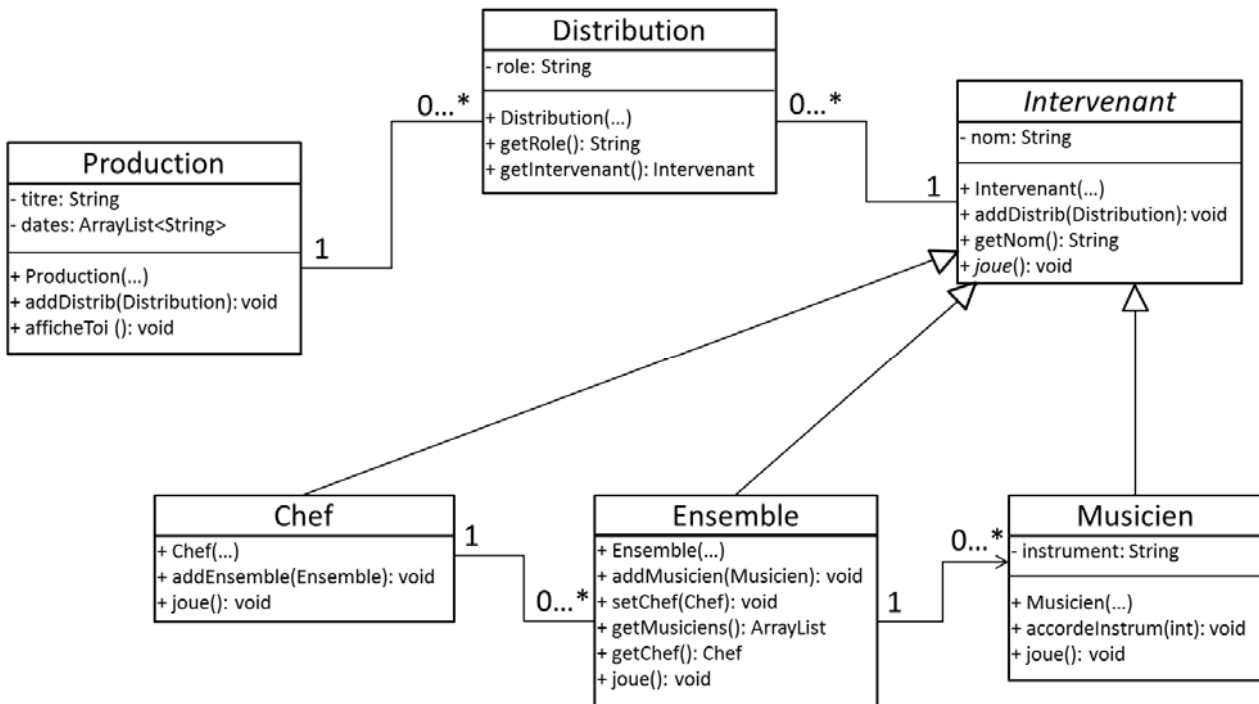 Distribution
- role: String
+ Distribution(...)
+ getRole(): String
+ getIntervenant(): Intervenant
0...*
0...*
Intervenant
- nom: String
+ Intervenant(...)
+ addDistrib(Distribution): void
+ getNom(): String
+ joue(): void
1
Production
- titre: String
- dates: ArrayList<String>
+ Production(...)
+ addDistrib(Distribution): void
+ afficheToi (): void
1
Chef
+ Chef(...)
+ addEnsemble(Ensemble): void
+ joue(): void
1
0...*
Ensemble
+ Ensemble(...)
+ addMusicien(Musicien): void
+ setChef(Chef): void
+ getMusiciens(): ArrayList
+ getChef(): Chef
+ joue(): void
1
0...*
Musicien
- instrument: String
+ Musicien(...)
+ accordeInstrum(int): void
+ joue(): void